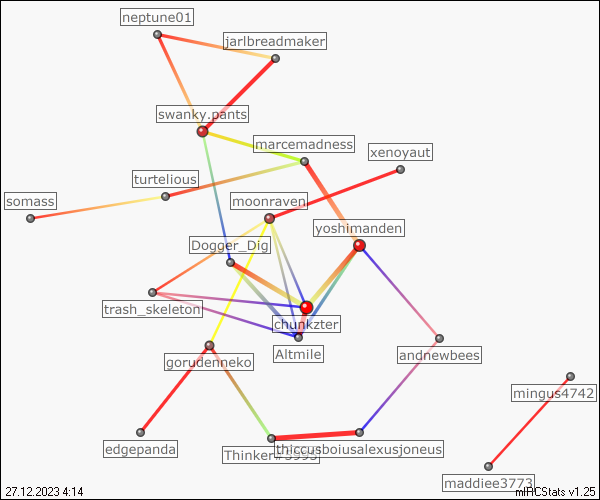 neptune01
jarlbreadmaker
swanky.pants
marcemadness
xenoyaut
turtelious
somass
moonraven
yoshimanden
Dogger_Dig
trash_skeleton
chunkzter
Altmile
gorudenneko
andnewbees
mingus4742
edgepanda
thiccusboiusalexusjoneus
maddiee3773
27.12.2023 4:14
mIRCStats v1.25